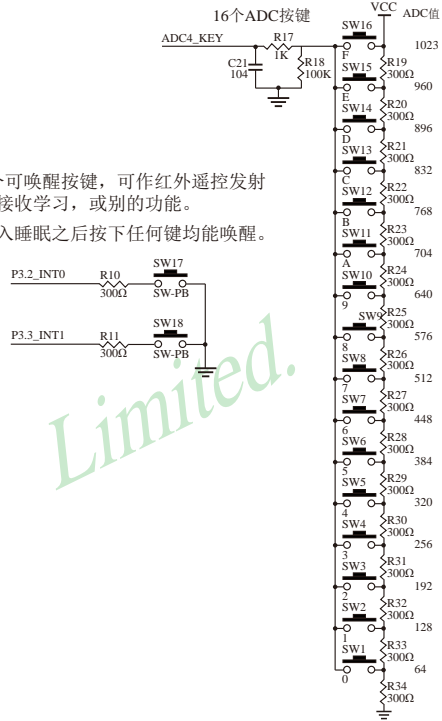 16个ADC按键
VCC ADC值
ADC4_KEY
R17
1K
C21
104
R18
100K
SW16
F
1023
R19
300Ω
SW15
E
960
R20
300Ω
SW14
D
896
R21
300Ω
SW13
C
832
R22
300Ω
SW12
B
768
R23
300Ω
SW11
A
704
R24
300Ω
SW10
9
640
R25
300Ω
SW9
8
576
R26
300Ω
SW8
7
512
R27
300Ω
SW7
6
448
R28
300Ω
SW6
5
384
R29
300Ω
SW5
4
320
R30
300Ω
SW4
3
256
R31
300Ω
SW3
2
192
R32
300Ω
SW2
1
128
R33
300Ω
SW1
0
64
R34
300Ω
可唤醒按键，可作红外遥控发射
接收学习，或别的功能。
入睡眠之后按下任何键均能唤醒。
P3.2_INT0
R10
300Ω
SW17
SW-PB
P3.3_INT1
R11
300Ω
SW18
SW-PB
Limited.